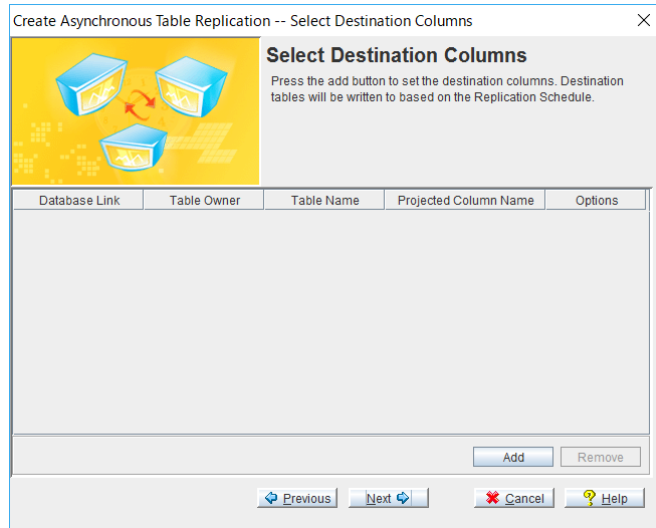 Create Asynchronous Table Replication -- Select Destination Columns
Select Destination Columns
Press the add button to set the destination columns. Destination
tables will be written to based on the Replication Schedule.
Database Link Table Owner Table Name Projected Column Name Options
Add Remove
Previous Next Cancel Help